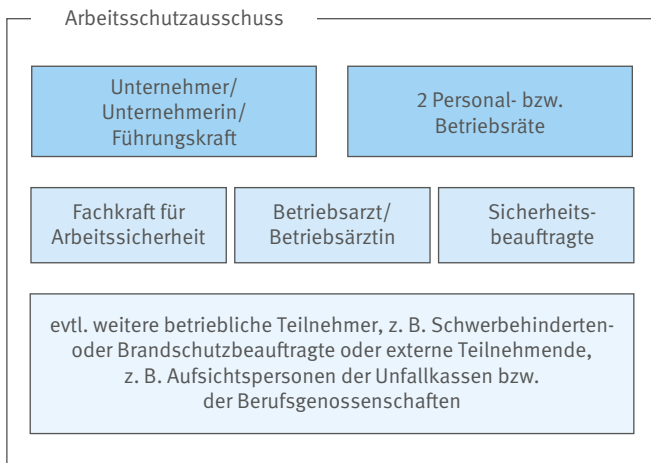 Arbeitsschutzausschuss
Unternehmer/
Unternehmerin/
Führungskraft
2 Personal- bzw.
Betriebsräte
Fachkraft für
Arbeitssicherheit
Betriebsarzt/
Betriebsärztin
Sicherheits-
beauftragte
evtl. weitere betriebliche Teilnehmer, z. B. Schwerbehinderten-
oder Brandschutzbeauftragte oder externe Teilnehmende,
z. B. Aufsichtspersonen der Unfallkassen bzw.
der Berufsgenossenschaften